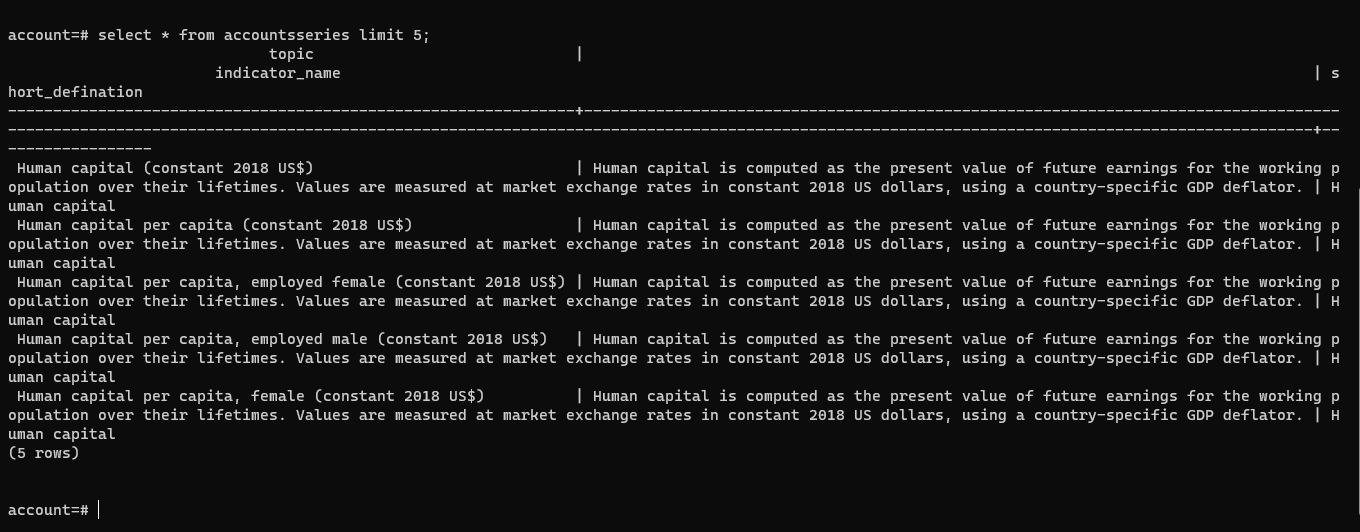 account=# select * from accountsseries limit 5;
topic |
indicator_name | s
hort_defination
---------------------------------------------------------------+------------------------------------------------------------------------------------
-------------------------------------------------------------------------------------------------------------------------------------------------+--
----------------
Human capital (constant 2018 US$) | Human capital is computed as the present value of future earnings for the working p
opulation over their lifetimes. Values are measured at market exchange rates in constant 2018 US dollars, using a country-specific GDP deflator. | H
uman capital
Human capital per capita (constant 2018 US$) | Human capital is computed as the present value of future earnings for the working p
opulation over their lifetimes. Values are measured at market exchange rates in constant 2018 US dollars, using a country-specific GDP deflator. | H
uman capital
Human capital per capita, employed female (constant 2018 US$) | Human capital is computed as the present value of future earnings for the working p
opulation over their lifetimes. Values are measured at market exchange rates in constant 2018 US dollars, using a country-specific GDP deflator. | H
uman capital
Human capital per capita, employed male (constant 2018 US$) | Human capital is computed as the present value of future earnings for the working p
opulation over their lifetimes. Values are measured at market exchange rates in constant 2018 US dollars, using a country-specific GDP deflator. | H
uman capital
Human capital per capita, female (constant 2018 US$) | Human capital is computed as the present value of future earnings for the working p
opulation over their lifetimes. Values are measured at market exchange rates in constant 2018 US dollars, using a country-specific GDP deflator. | H
uman capital
(5 rows)
account=#